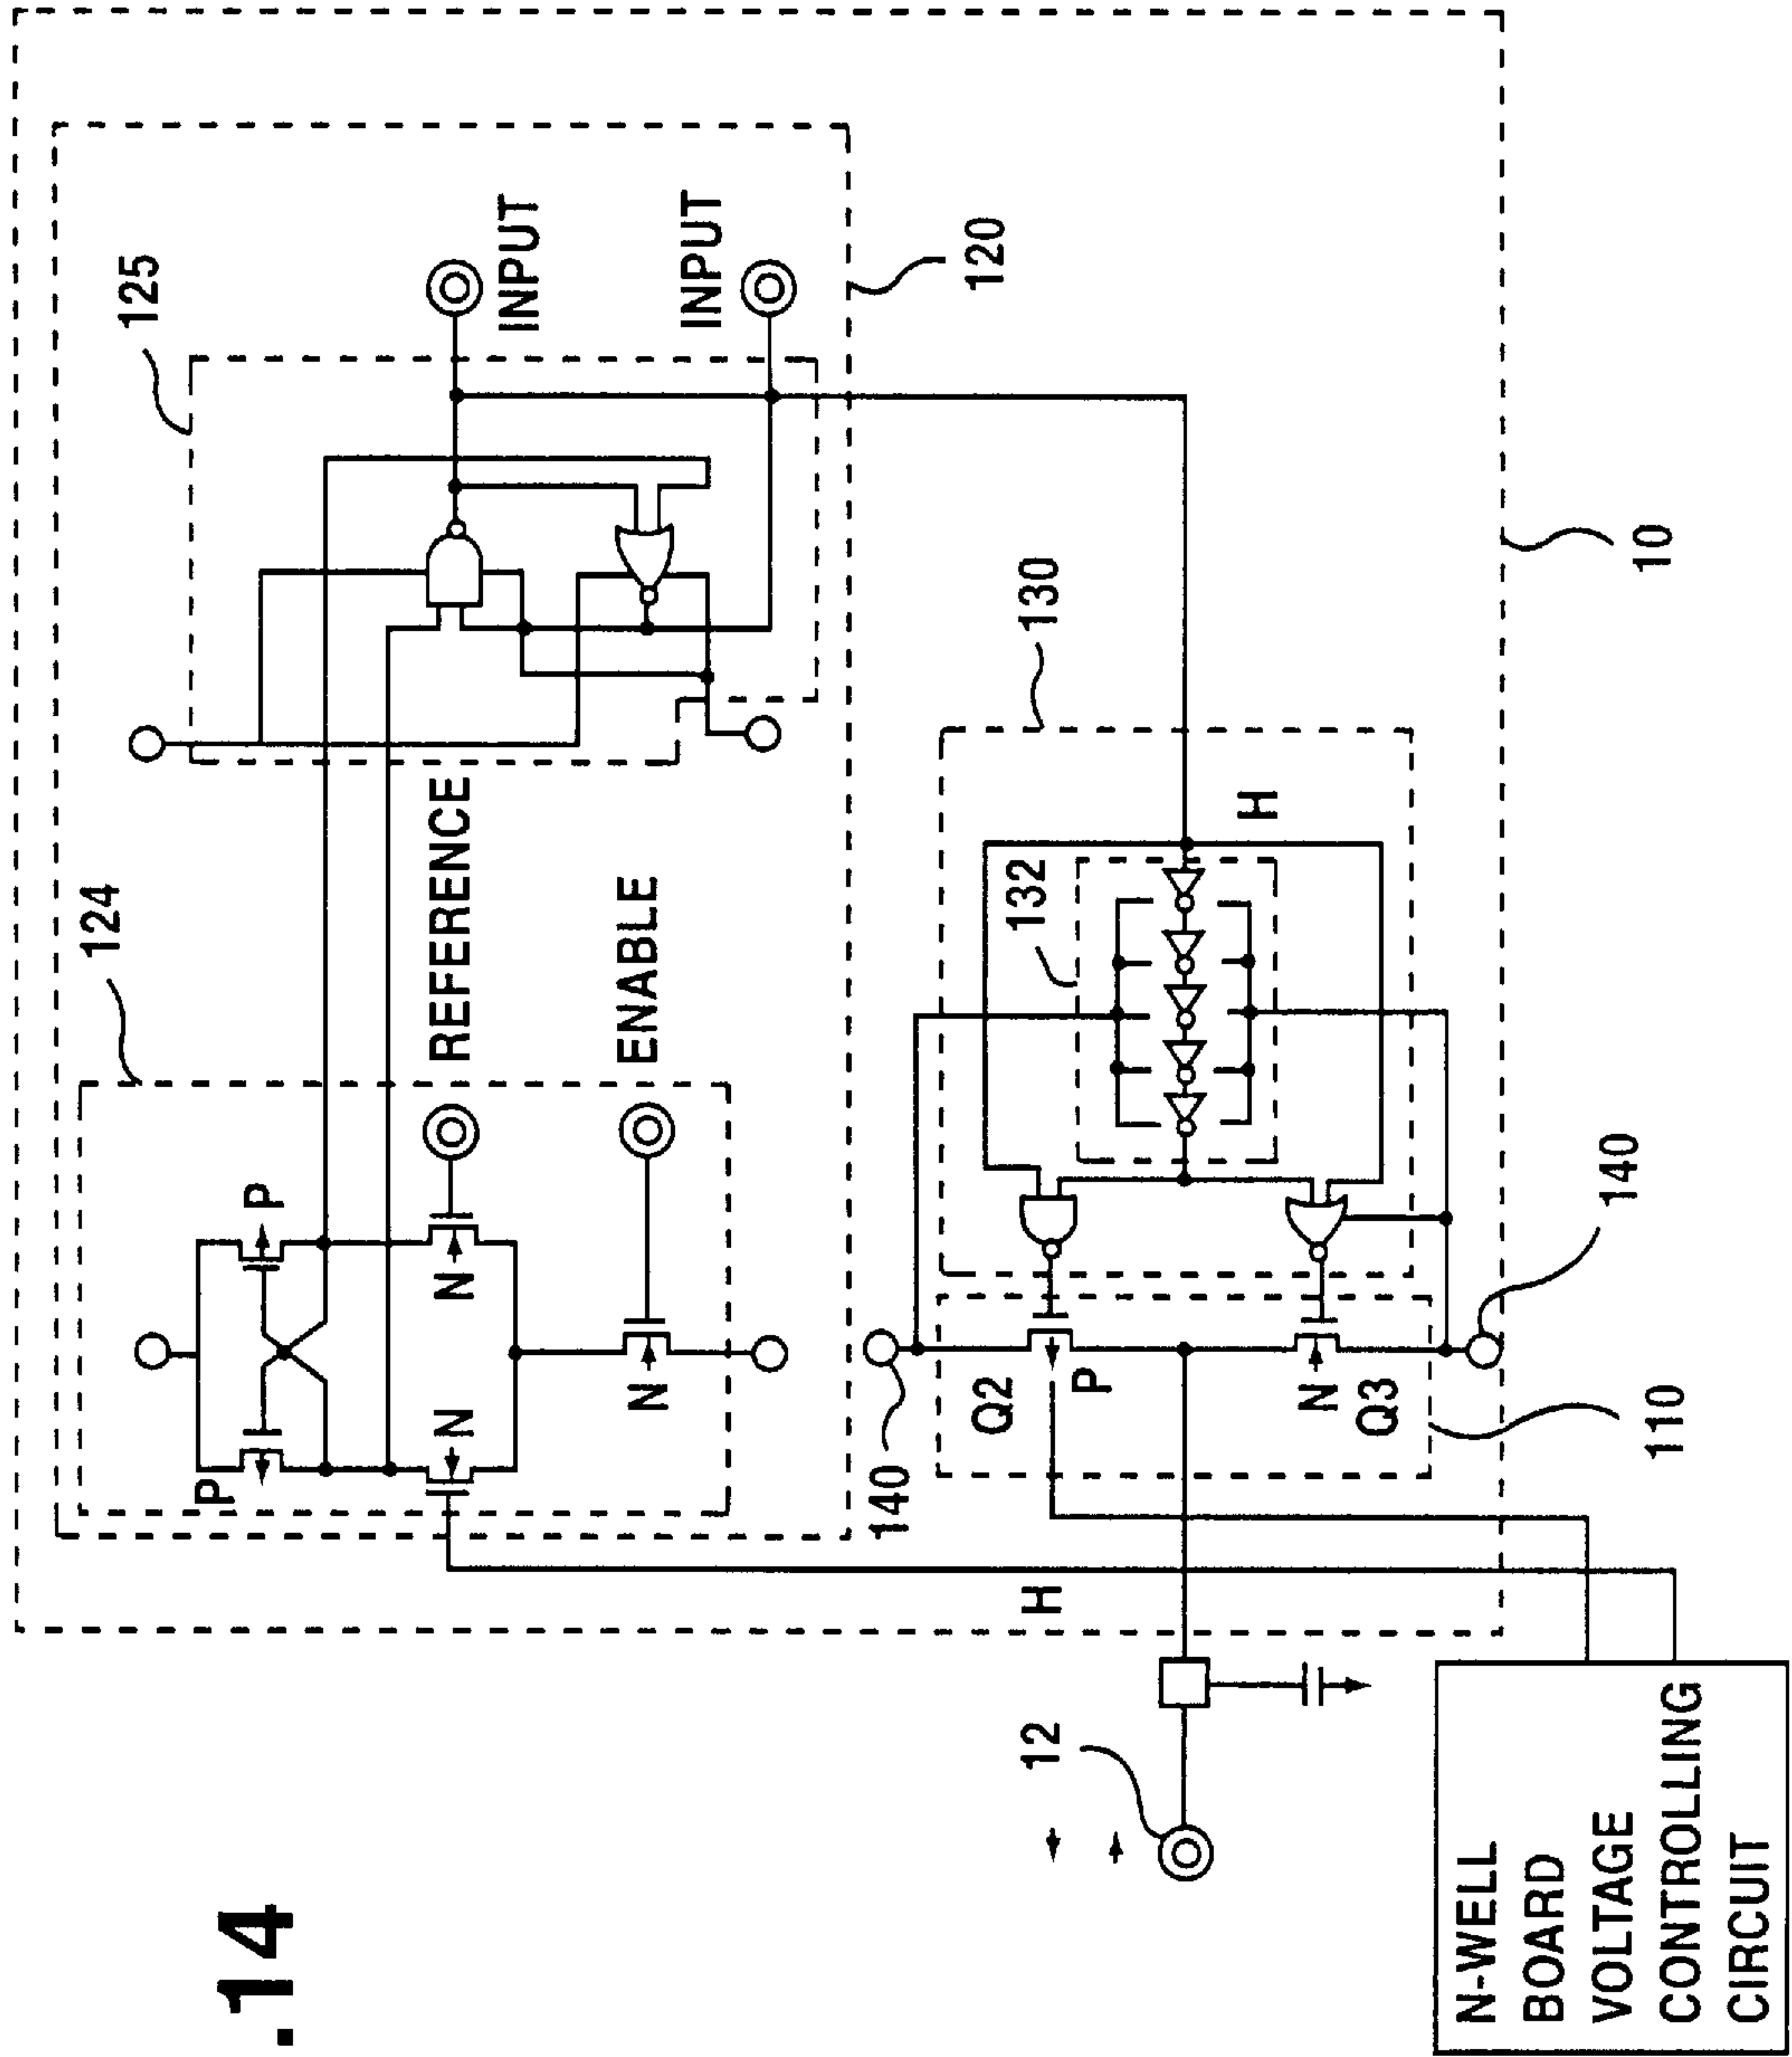 .14
124
125
P
P
N
N
N
REFERENCE
ENABLE
INPUT
INPUT
120
H
12
140
Q2
P
N
Q3
110
140
130
132
H
10
N-WELL
BOARD
VOLTAGE
CONTROLLING
CIRCUIT